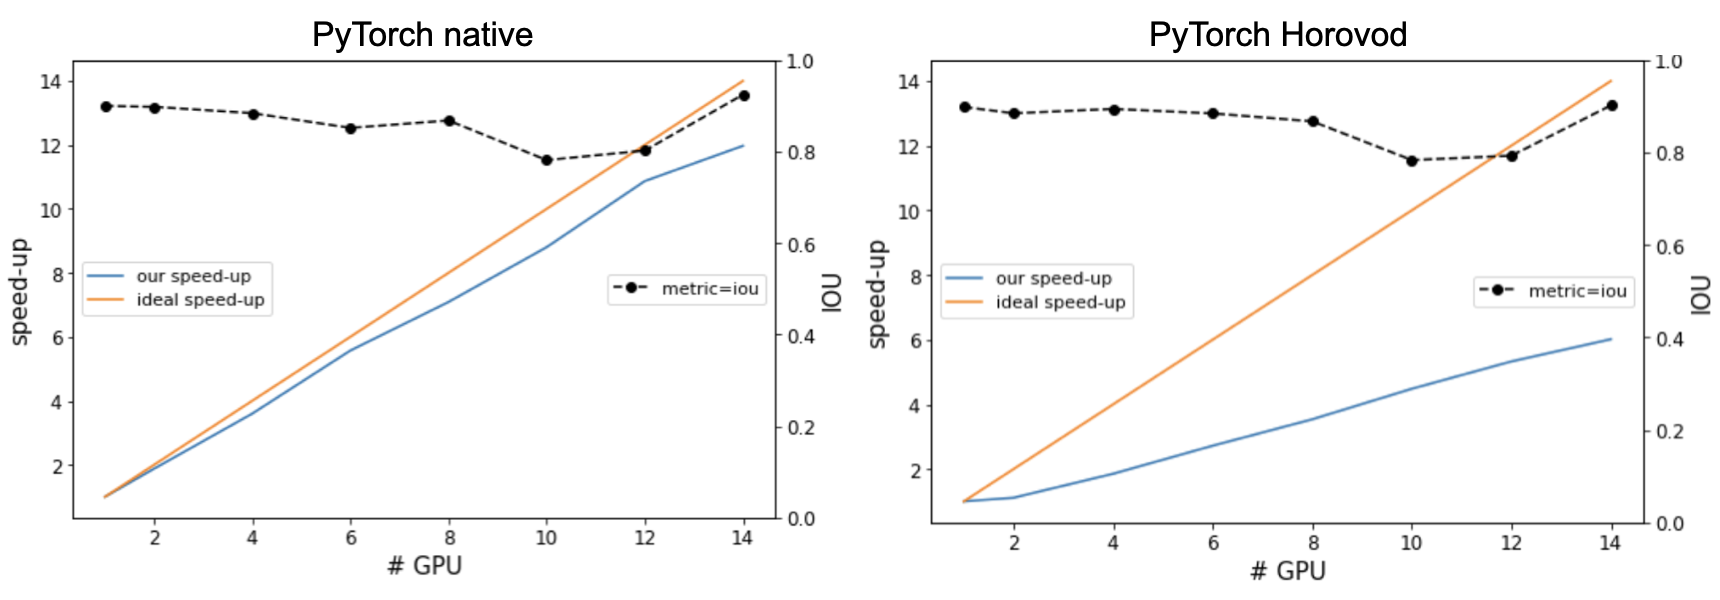 PyTorch native
14
12
10
8
6
4
2
speed-up
our speed-up
ideal speed-up
metric=iou
1.0
0.8
0.6
0.4
0.2
0.0
IOU
2 4 6 8 10 12 14
# GPU
PyTorch Horovod
14
12
10
8
6
4
2
speed-up
our speed-up
ideal speed-up
metric=iou
1.0
0.8
0.6
0.4
0.2
0.0
IOU
2 4 6 8 10 12 14
# GPU